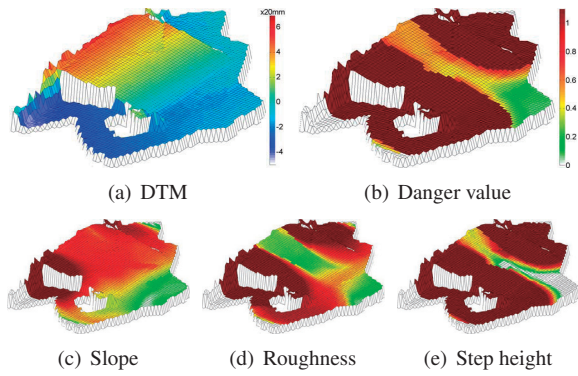 x20mm
6
4
2
0
-2
-4
1
0.8
0.6
0.4
0.2
0
(a) DTM
(b) Danger value
(c) Slope
(d) Roughness
(e) Step height